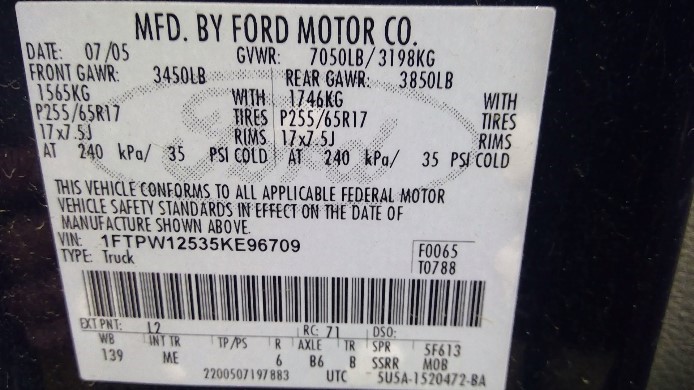 MFD. BY FORD MOTOR CO.
DATE: 07/05 GVWR: 7050LB/3198KG
FRONT GAWR: 3450LB REAR GAWR: 3850LB
1565KG WITH 1746KG WITH
P255/65R17 TIRES P255/65R17 TIRES
17x7.5J RIMS 17x7.5J RIMS
AT 240 kPa/ 35 PSI COLD AT 240 kPa/ 35 PSI COLD
THIS VEHICLE CONFORMS TO ALL APPLICABLE FEDERAL MOTOR
VEHICLE SAFETY STANDARDS IN EFFECT ON THE DATE OF
MANUFACTURE SHOWN ABOVE.
VIN: 1FTPW12535KE96709
TYPE: Truck
F0065
T0788
EXT PNT: L2 RC: 71 DSO:
WB INT TR TP/PS R AXLE TR SPR 5F613
139 ME 6 B6 B SSRR MOB
2200507197883 UTC 5U5A-1520472-BA
Ford